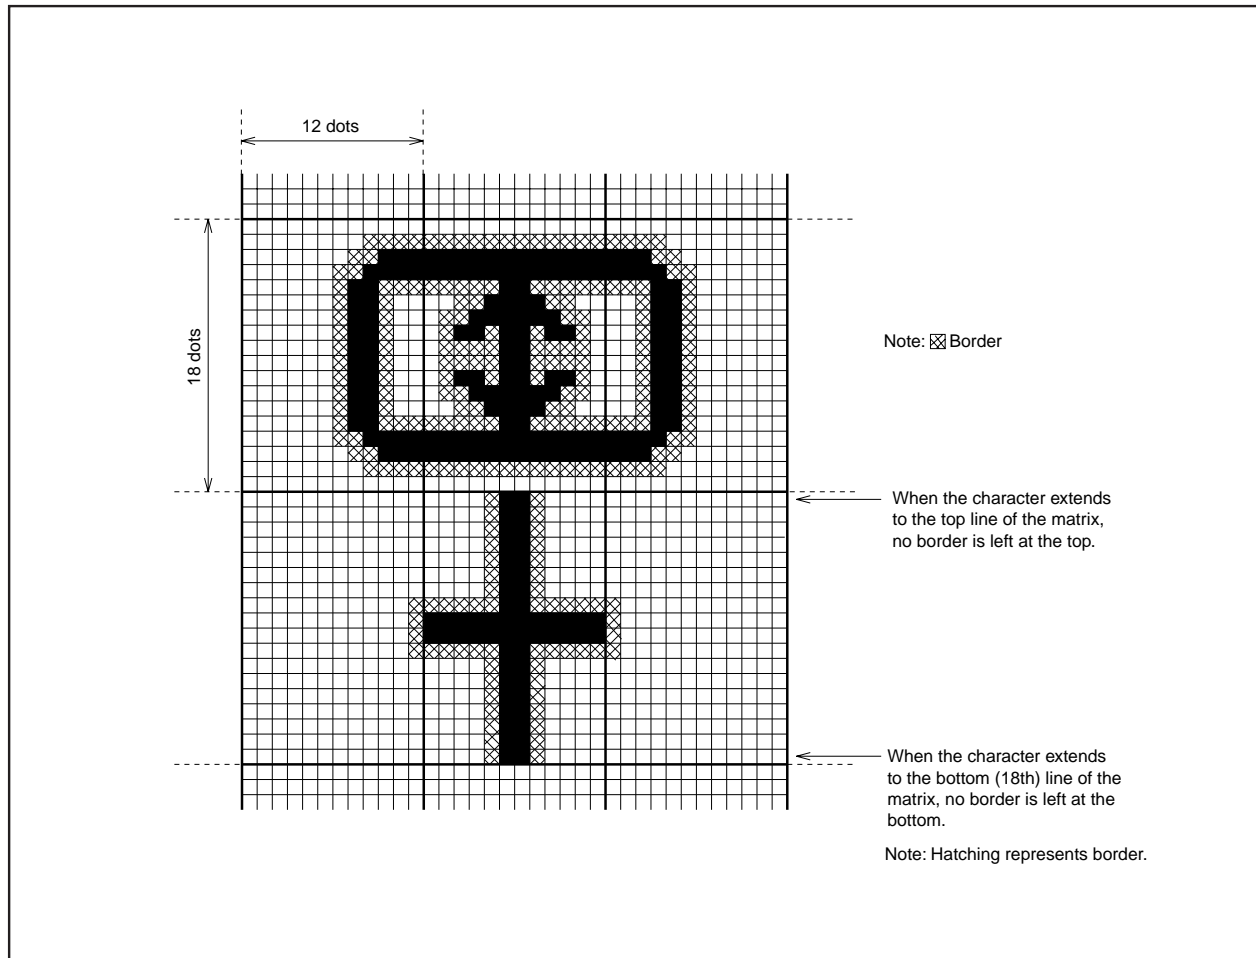 12 dots
18 dots
Note: Border
When the character extends
to the top line of the matrix,
no border is left at the top.
When the character extends
to the bottom (18th) line of the
matrix, no border is left at the
bottom.
Note: Hatching represents border.